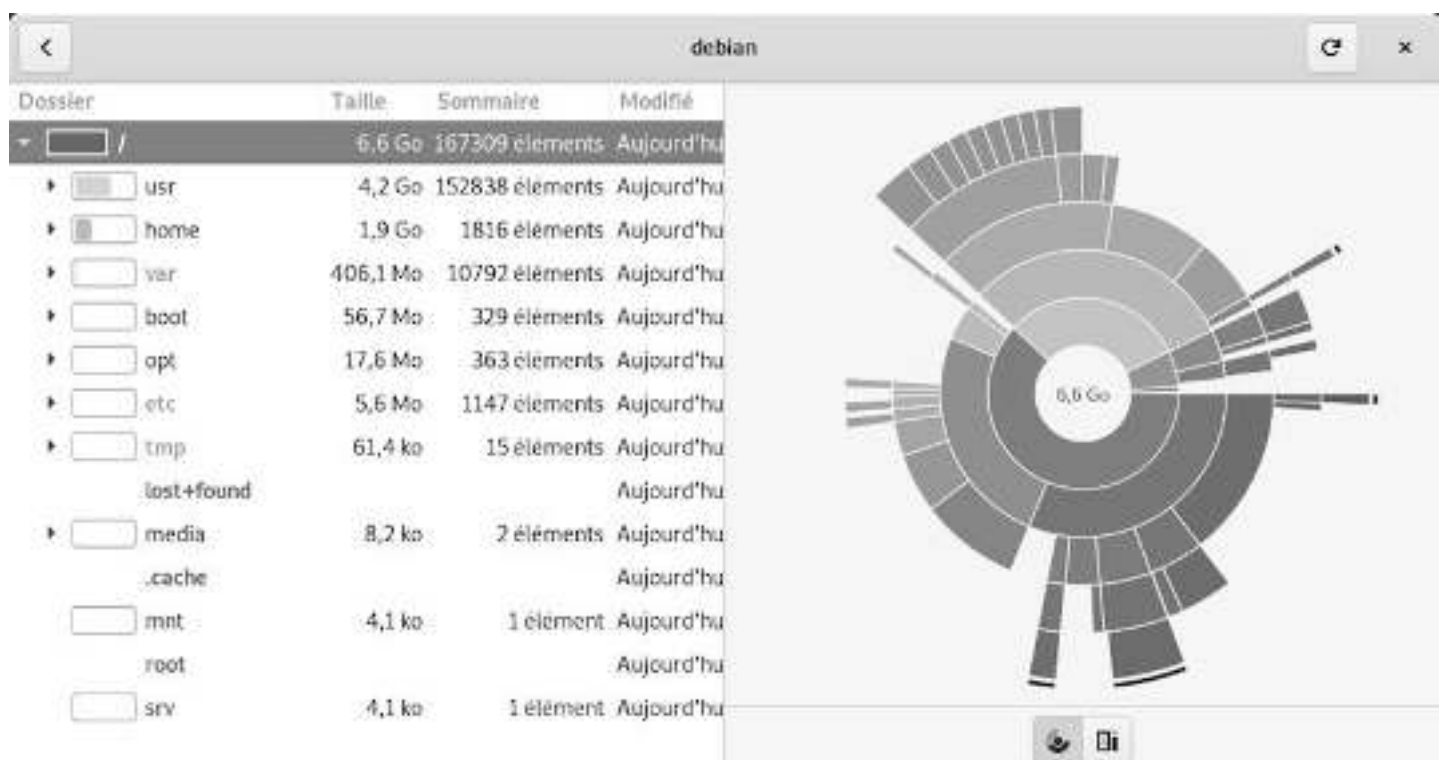 debian
Dossier Taille Sommaire Modifié
/ 6,6 Go 167309 éléments Aujourd'hu
usr 4,2 Go 152838 éléments Aujourd'hu
home 1,9 Go 1816 éléments Aujourd'hu
var 406,1 Mo 10792 éléments Aujourd'hu
boot 56,7 Mo 329 éléments Aujourd'hu
opt 17,6 Mo 363 éléments Aujourd'hu
etc 5,6 Mo 1147 éléments Aujourd'hu
tmp 61,4 ko 15 éléments Aujourd'hu
lost+found Aujourd'hu
media 8,2 ko 2 éléments Aujourd'hu
.cache Aujourd'hu
mnt 4,1 ko 1 élément Aujourd'hu
root Aujourd'hu
srv 4,1 ko 1 élément Aujourd'hu
6,6 Go